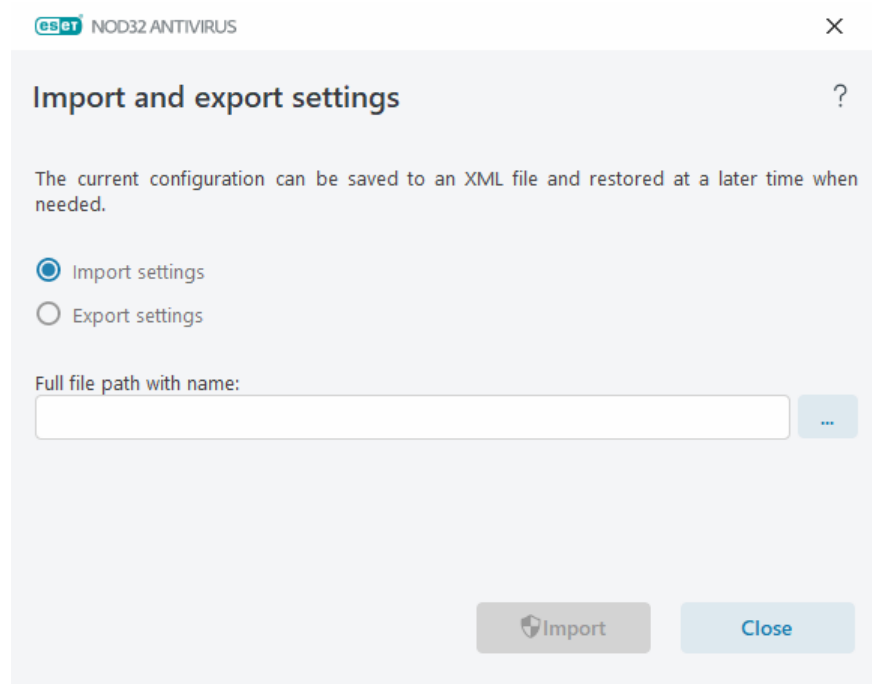 eset NOD32 ANTIVIRUS
Import and export settings
?
The current configuration can be saved to an XML file and restored at a later time when
needed.
Import settings
Export settings
Full file path with name:
...
Import
Close